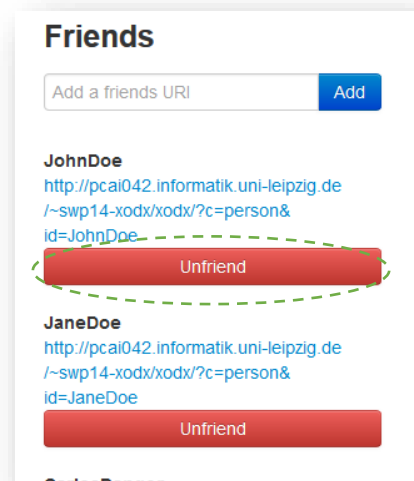 Friends
Add a friends URI
Add
JohnDoe
http://pcai042.informatik.uni-leipzig.de
/~swp14-xodx/xodx/?c=person&
id=JohnDoe
Unfriend
JaneDoe
http://pcai042.informatik.uni-leipzig.de
/~swp14-xodx/xodx/?c=person&
id=JaneDoe
Unfriend